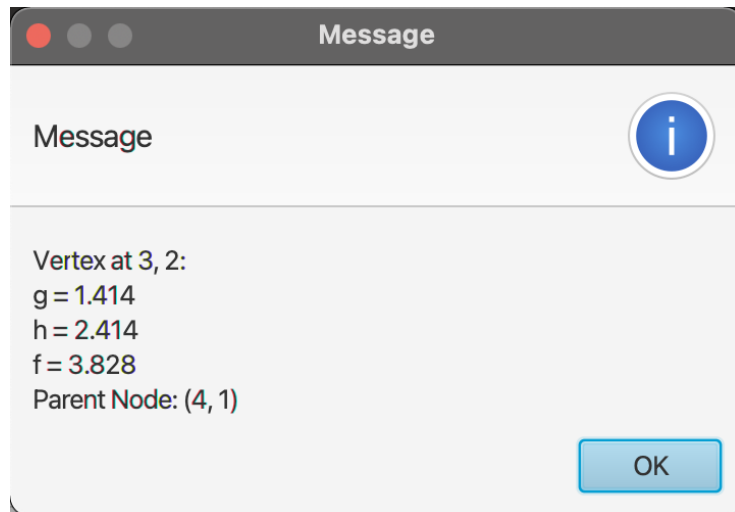 Message
Message
i
Vertex at 3, 2:
g = 1.414
h = 2.414
f = 3.828
Parent Node: (4, 1)
OK